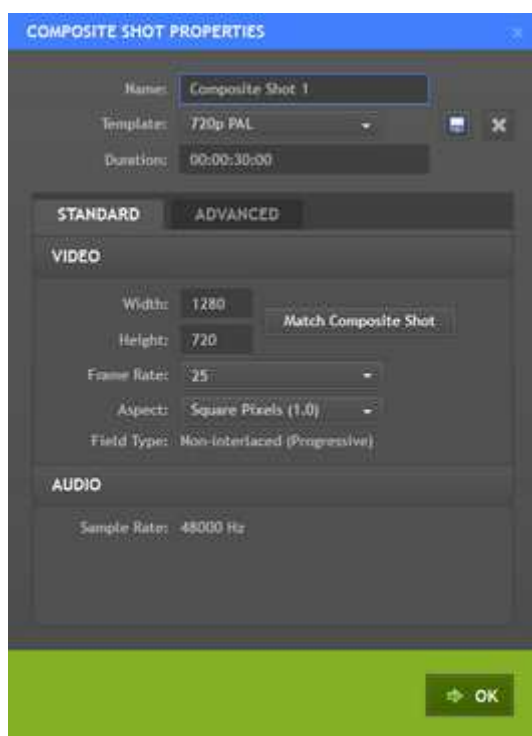 COMPOSITE SHOT PROPERTIES
Name: Composite Shot 1
Template: 720p PAL
Duration: 00:00:30:00
STANDARD ADVANCED
VIDEO
Width: 1280
Match Composite Shot
Height: 720
Frame Rate: 25
Aspect: Square Pixels (1.0)
Field Type: Non-interlaced (Progressive)
AUDIO
Sample Rate: 48000 Hz
OK